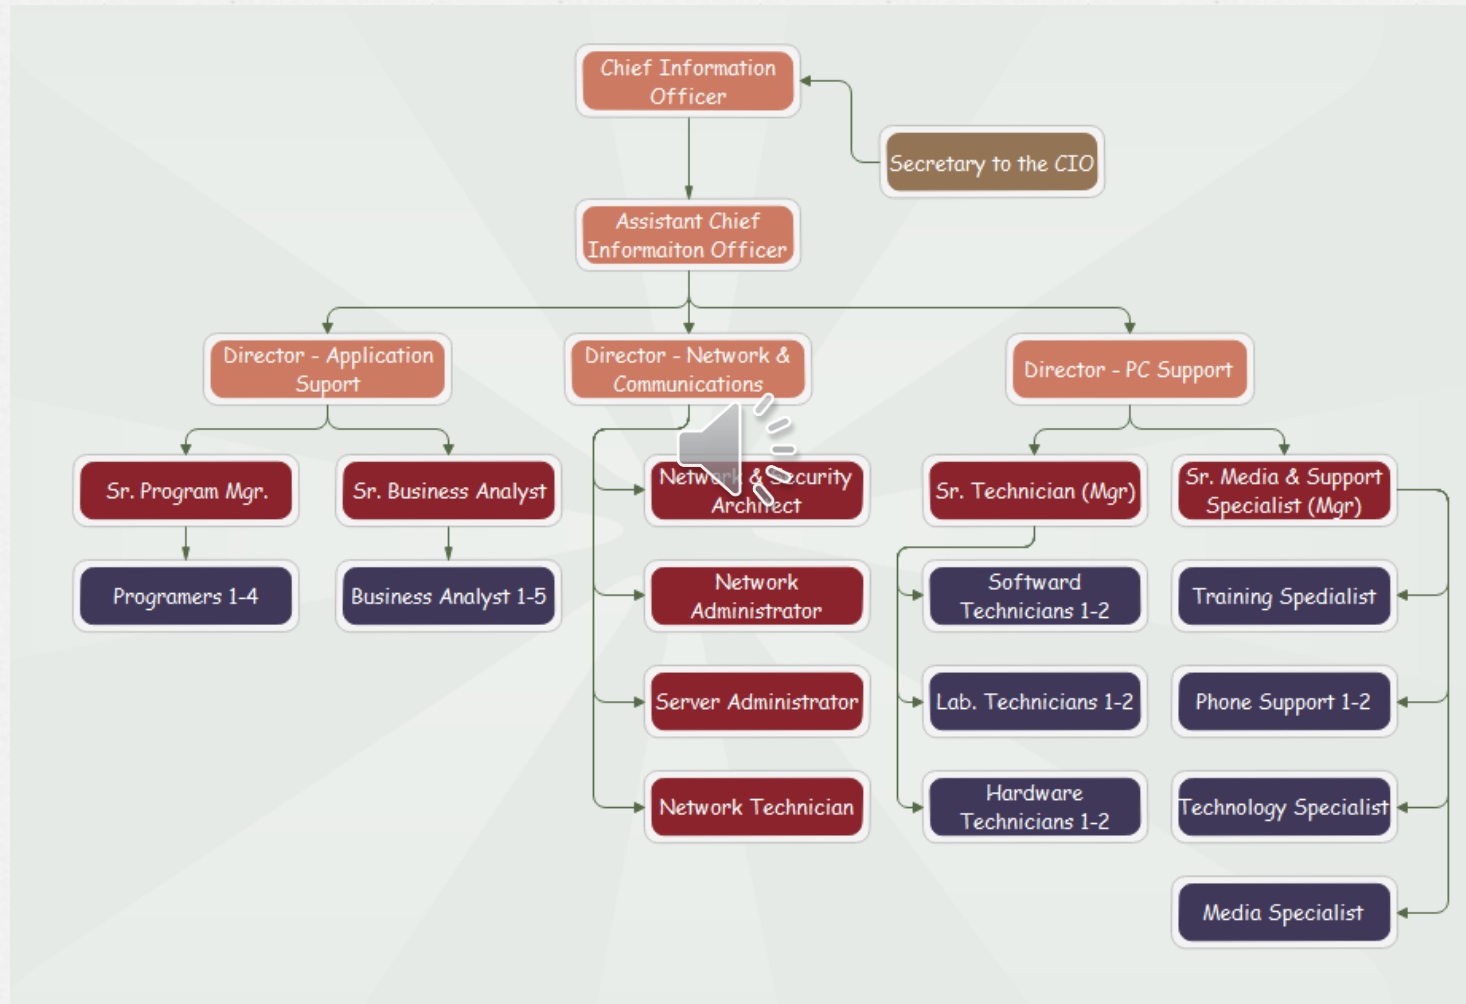 Chief Information
Officer
Secretary to the CIO
Assistant Chief
Informaiton Officer
Director - Application
Suport
Director - Network &
Communications
Director - PC Support
Sr. Program Mgr.
Sr. Business Analyst
Network & Security
Architect
Sr. Technician (Mgr)
Sr. Media & Support
Specialist (Mgr)
Programers 1-4
Business Analyst 1-5
Network
Administrator
Softward
Technicians 1-2
Training Spedialist
Server Administrator
Lab. Technicians 1-2
Phone Support 1-2
Network Technician
Hardware
Technicians 1-2
Technology Specialist
Media Specialist